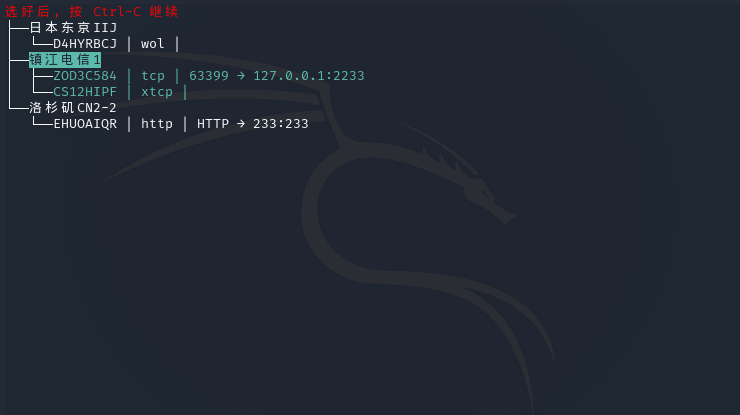 选好后, 按 Ctrl-C 继续
├──日本东京IIJ
│  └──D4HYRBCJ | wol |
├──镇江电信1
│  ├──ZOD3C584 | tcp | 63399 → 127.0.0.1:2233
│  └──CS12HIPF | xtcp |
└──洛杉矶CN2-2
   └──EHUOAIQR | http | HTTP → 233:233